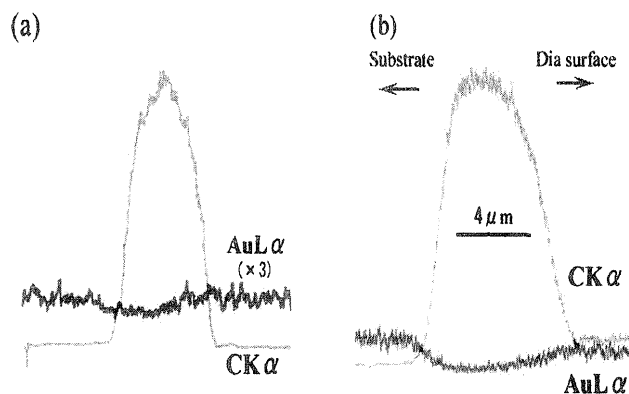 (a)
AuLα
(×3)
CKα
(b)
Substrate
Dia surface
4μm
CKα
AuLα